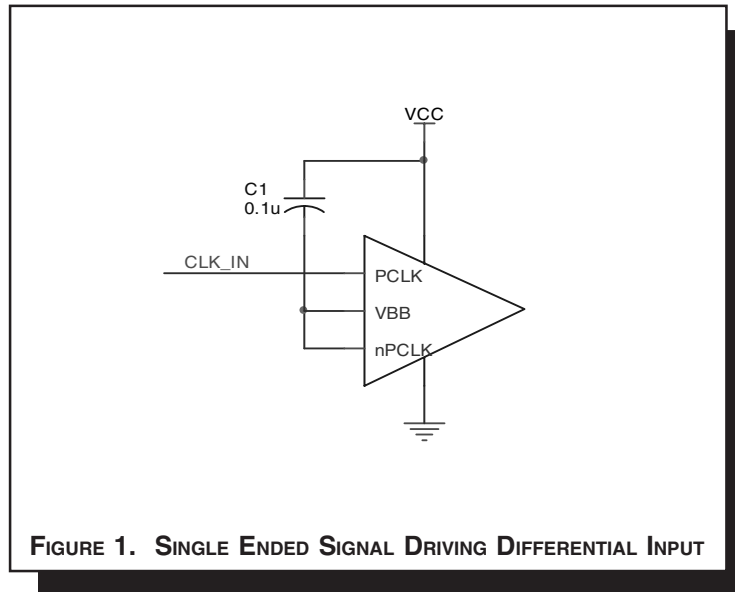 VCC
C1
0.1u
CLK_IN
PCLK
VBB
nPCLK
FIGURE 1. SINGLE ENDED SIGNAL DRIVING DIFFERENTIAL INPUT